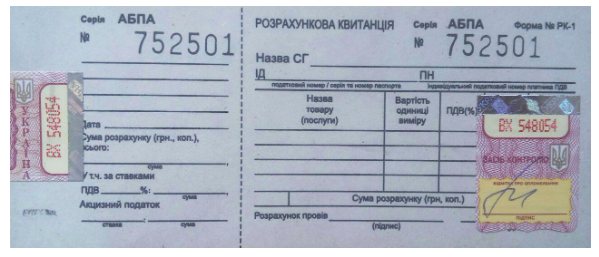 Серія АБПА
№ 752501
Дата
Сума розрахунку (грн., коп.),
усього:
сума
У т.ч. за ставками
ПДВ %:
сума
Акцизний податок
ставка сума
УКРАЇНА
ВХ 548054
РОЗРАХУНКОВА КВИТАНЦІЯ Серія АБПА Форма № РК-1
№ 752501
Назва СГ
ІД ПН
податковий номер / серія та номер паспорта індивідуальний податковий номер платника ПДВ
Назва товару (послуги) Вартість одиниці виміру ПДВ(%)
Сума розрахунку (грн, коп.)
Розрахунок провів
(підпис)
ВХ 548054
ЗАСІБ КОНТРОЛЮ
ПІДПИС